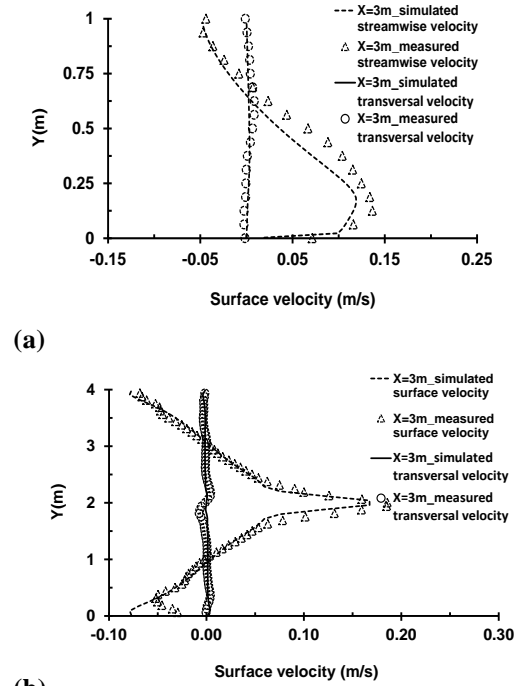 1
X=3m_simulated
streamwise velocity
0.75
X=3m_measured
streamwise velocity
Y(m)
0.5
X=3m_simulated
transversal velocity
X=3m_measured
transversal velocity
0.25
0
-0.15 -0.05 0.05 0.15 0.25
Surface velocity (m/s)
(a)
4
X=3m_simulated
surface velocity
3
X=3m_measured
surface velocity
Y(m)
2
X=3m_simulated
transversal velocity
X=3m_measured
transversal velocity
1
0
-0.10 0.00 0.10 0.20 0.30
Surface velocity (m/s)
(b)